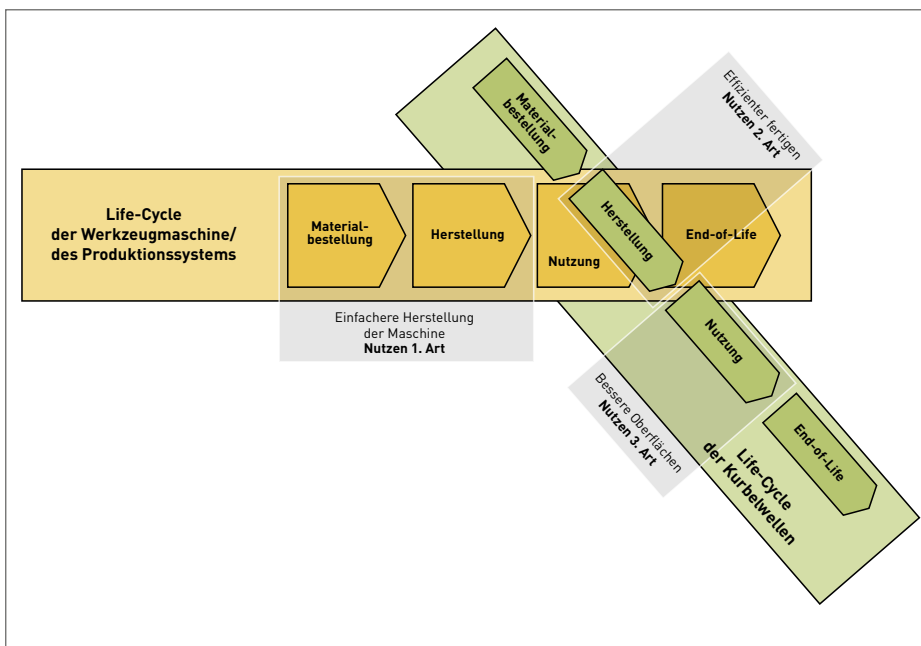 Life-Cycle
der Werkzeugmaschine/
des Produktionssystems
Material-
bestellung
Herstellung
Nutzung
End-of-Life
Einfachere Herstellung
der Maschine
Nutzen 1. Art
Material-
bestellung
Herstellung
Nutzung
End-of-Life
Effizienter fertigen
Nutzen 2. Art
Bessere Oberflächen
Nutzen 3. Art
Life-Cycle
der Kurbelwellen